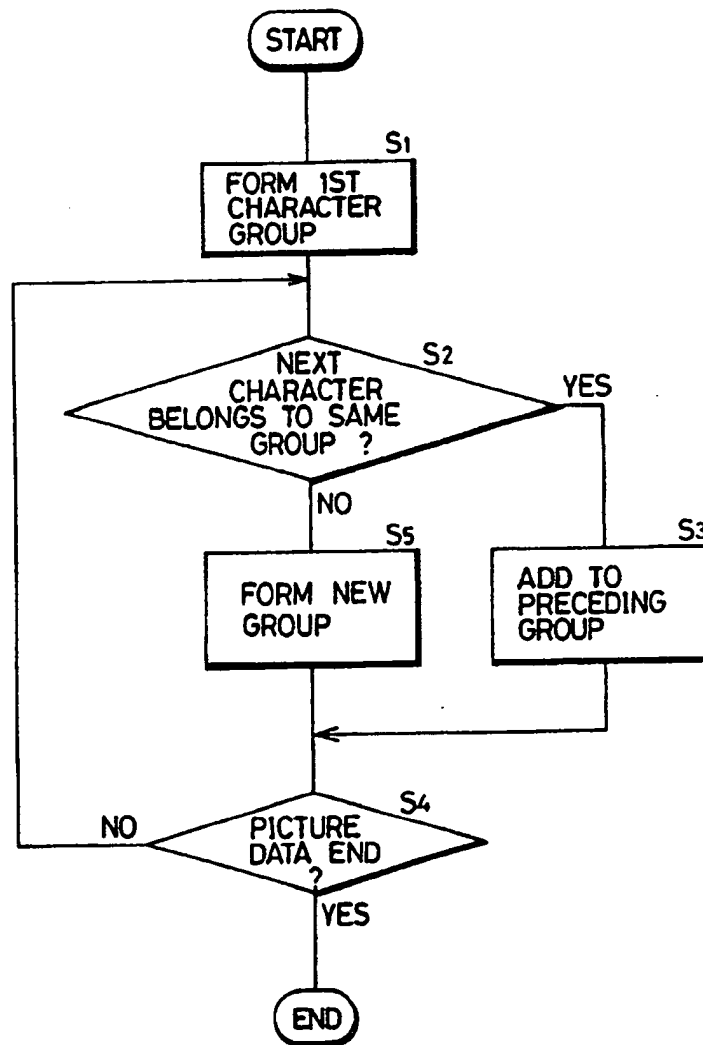 START
S1
FORM 1ST
CHARACTER
GROUP
S2
NEXT
CHARACTER
BELONGS TO SAME
GROUP ?
YES
NO
S5
FORM NEW
GROUP
S3
ADD TO
PRECEDING
GROUP
S4
NO
PICTURE
DATA END
?
YES
END